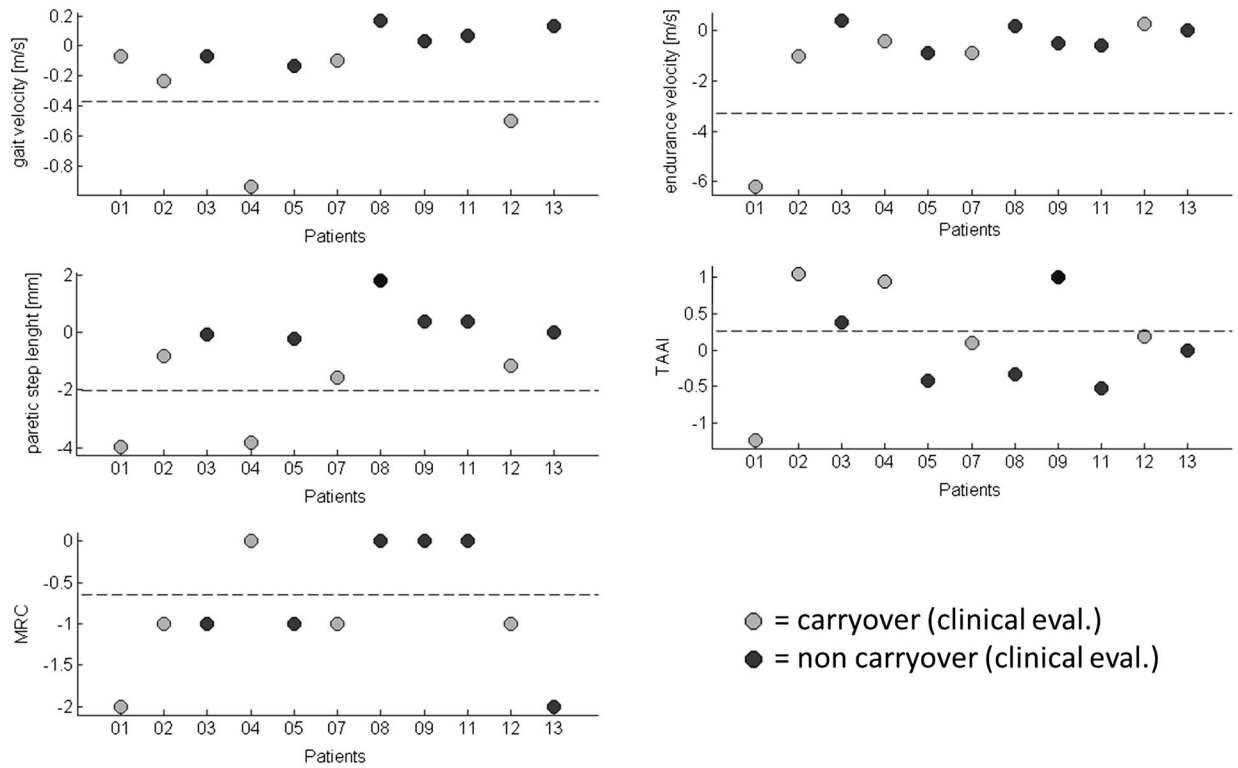 gait velocity [m/s]
0.2
0
-0.2
-0.4
-0.6
-0.8
01 02 03 04 05 07 08 09 11 12 13
Patients
endurance velocity [m/s]
0
-2
-4
-6
01 02 03 04 05 07 08 09 11 12 13
Patients
paretic step lenght [mm]
2
0
-2
-4
01 02 03 04 05 07 08 09 11 12 13
Patients
TAAI
1
0.5
0
-0.5
-1
01 02 03 04 05 07 08 09 11 12 13
Patients
MRC
0
-0.5
-1
-1.5
-2
01 02 03 04 05 07 08 09 11 12 13
Patients
= carryover (clinical eval.)
= non carryover (clinical eval.)